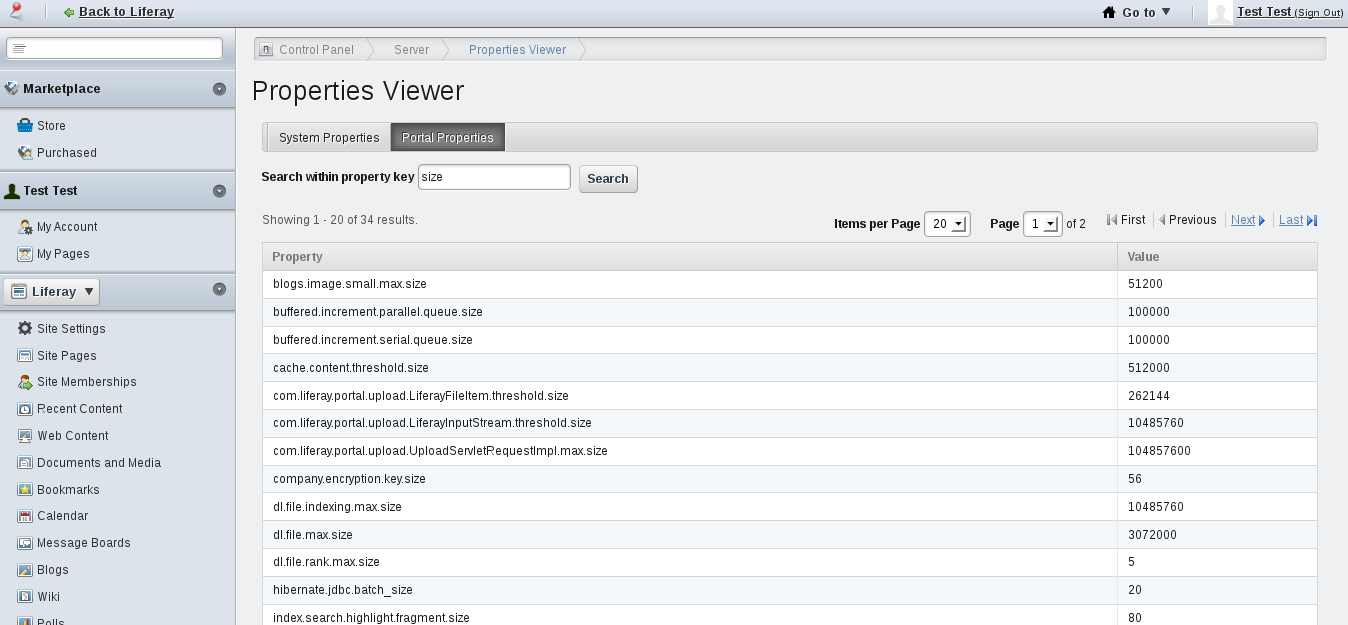 Back to Liferay
Go to
Test Test (Sign Out)
Marketplace
Store
Purchased
Test Test
My Account
My Pages
Liferay
Site Settings
Site Pages
Site Memberships
Recent Content
Web Content
Documents and Media
Bookmarks
Calendar
Message Boards
Blogs
Wiki
Polls
Control Panel Server Properties Viewer
Properties Viewer
System Properties Portal Properties
Search within property key size Search
Showing 1 - 20 of 34 results.
Items per Page 20 Page 1 of 2 First Previous Next Last
Property Value
blogs.image.small.max.size 51200
buffered.increment.parallel.queue.size 100000
buffered.increment.serial.queue.size 100000
cache.content.threshold.size 512000
com.liferay.portal.upload.LiferayFileItem.threshold.size 262144
com.liferay.portal.upload.LiferayInputStream.threshold.size 10485760
com.liferay.portal.upload.UploadServletRequestImpl.max.size 104857600
company.encryption.key.size 56
dl.file.indexing.max.size 10485760
dl.file.max.size 3072000
dl.file.rank.max.size 5
hibernate.jdbc.batch_size 20
index.search.highlight.fragment.size 80